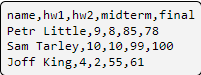 name,hw1,hw2,midterm,final
Petr Little,9,8,85,78
Sam Tarley,10,10,99,100
Joff King,4,2,55,61